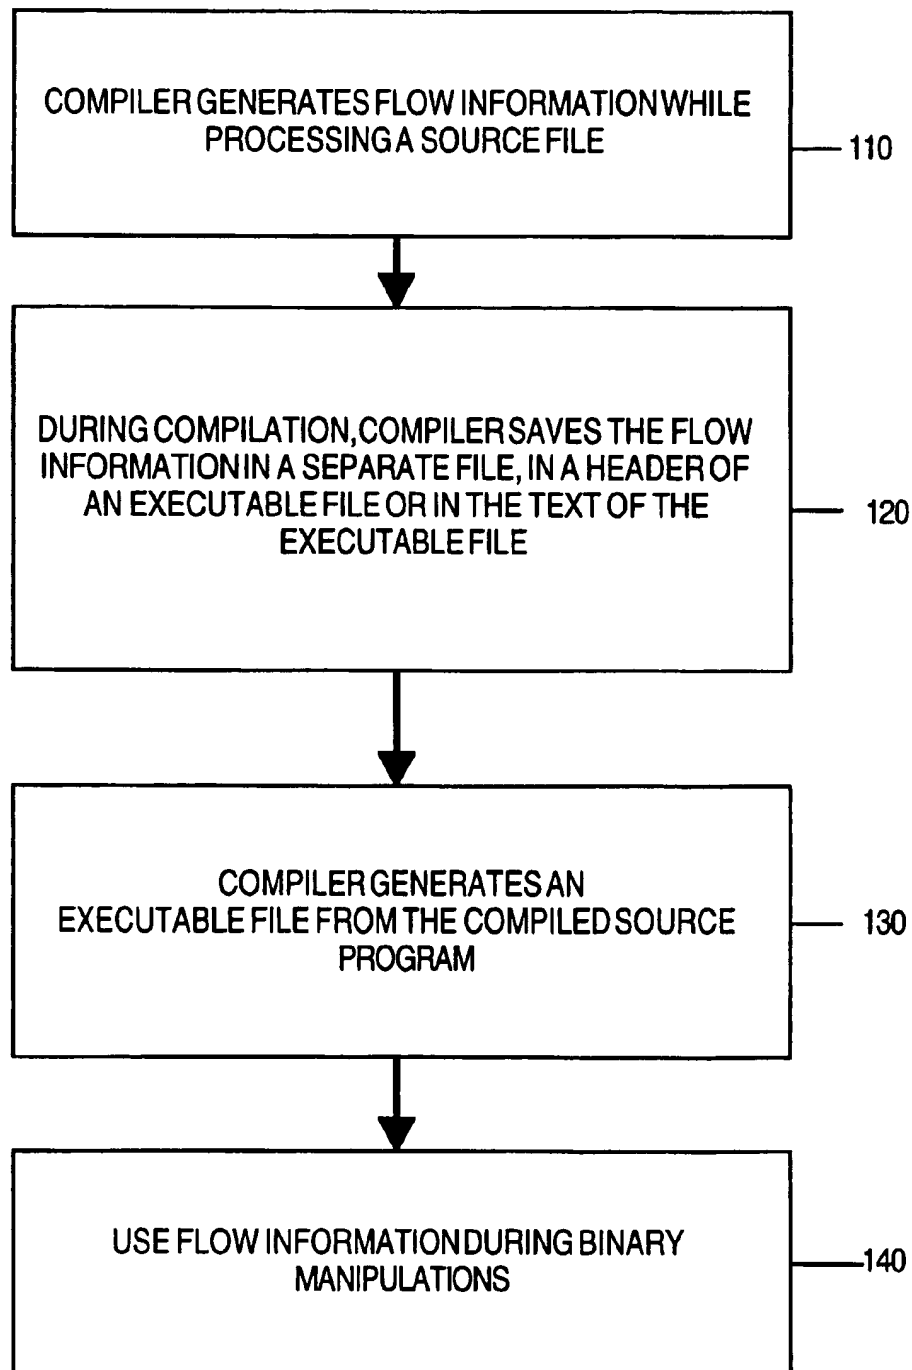 COMPILER GENERATES FLOW INFORMATION WHILE
PROCESSING A SOURCE FILE
110
DURING COMPILATION, COMPILER SAVES THE FLOW
INFORMATION IN A SEPARATE FILE, IN A HEADER OF
AN EXECUTABLE FILE OR IN THE TEXT OF THE
EXECUTABLE FILE
120
COMPILER GENERATES AN
EXECUTABLE FILE FROM THE COMPILED SOURCE
PROGRAM
130
USE FLOW INFORMATION DURING BINARY
MANIPULATIONS
140